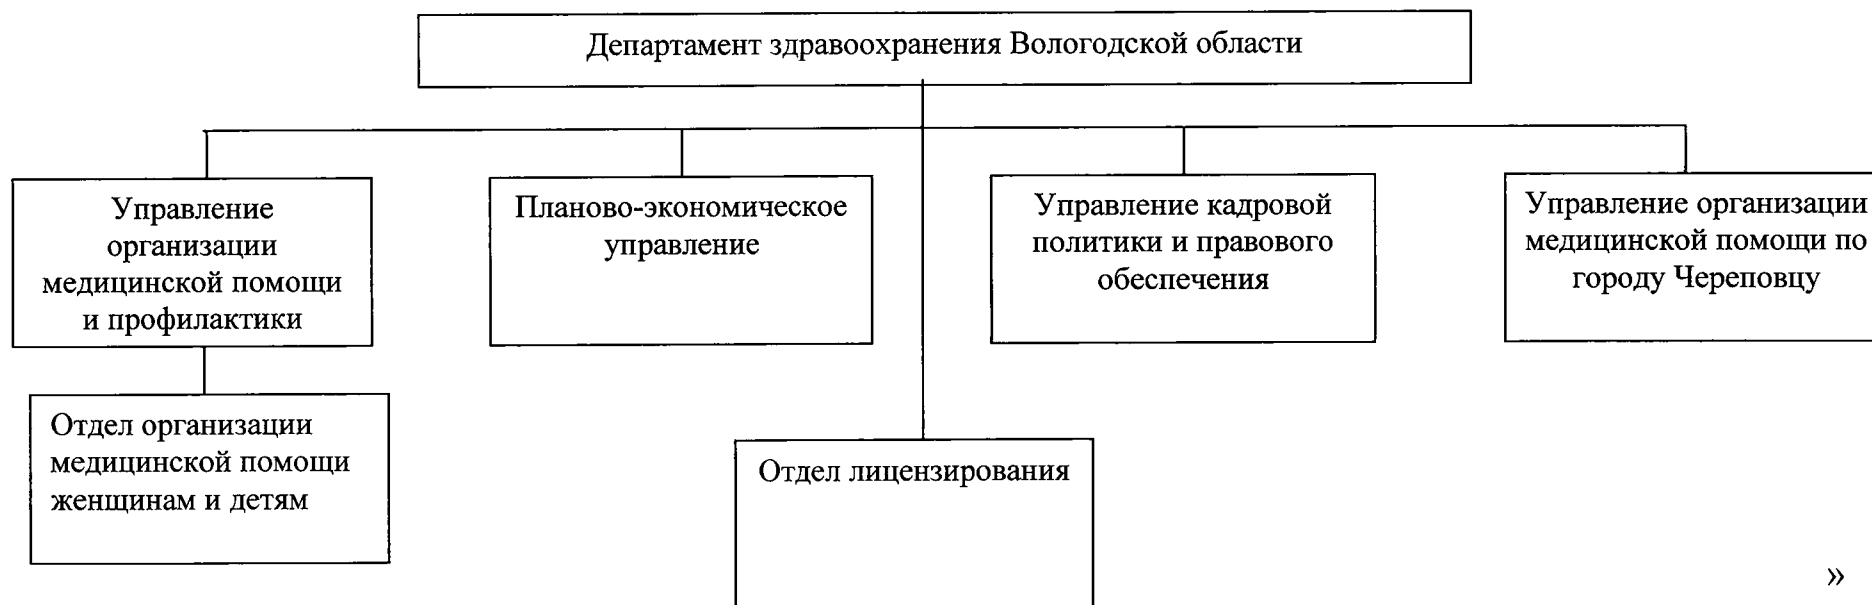 Департамент здравоохранения Вологодской области
Управление
организации
медицинской помощи
и профилактики
Планово-экономическое
управление
Управление кадровой
политики и правового
обеспечения
Управление организации
медицинской помощи по
городу Череповцу
Отдел организации
медицинской помощи
женщинам и детям
Отдел лицензирования
»